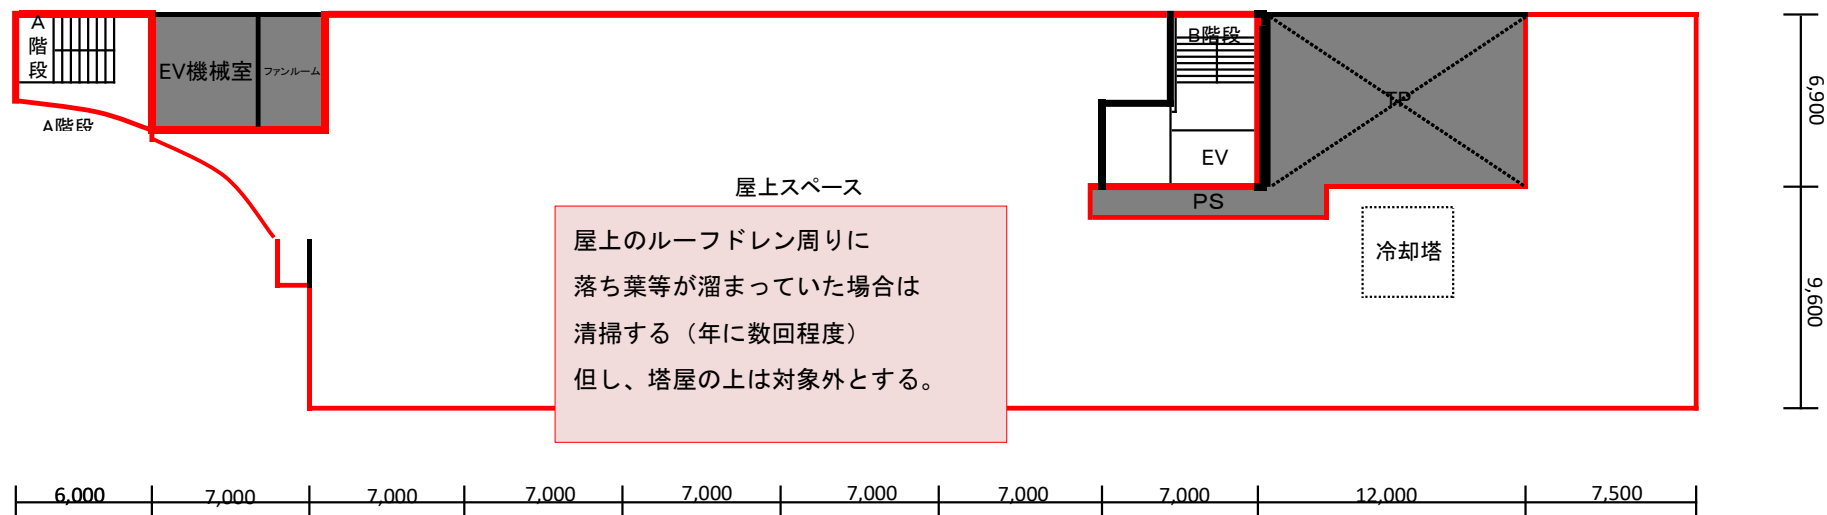 A
階
段
A階段
EV機械室
ファンルーム
B階段
EV
PS
TP
冷却塔
屋上スペース
屋上のルーフドレン周りに
落ち葉等が溜まっていた場合は
清掃する（年に数回程度）
但し、塔屋の上は対象外とする。
6,900
9,600
6,000
7,000
7,000
7,000
7,000
7,000
7,000
7,000
12,000
7,500